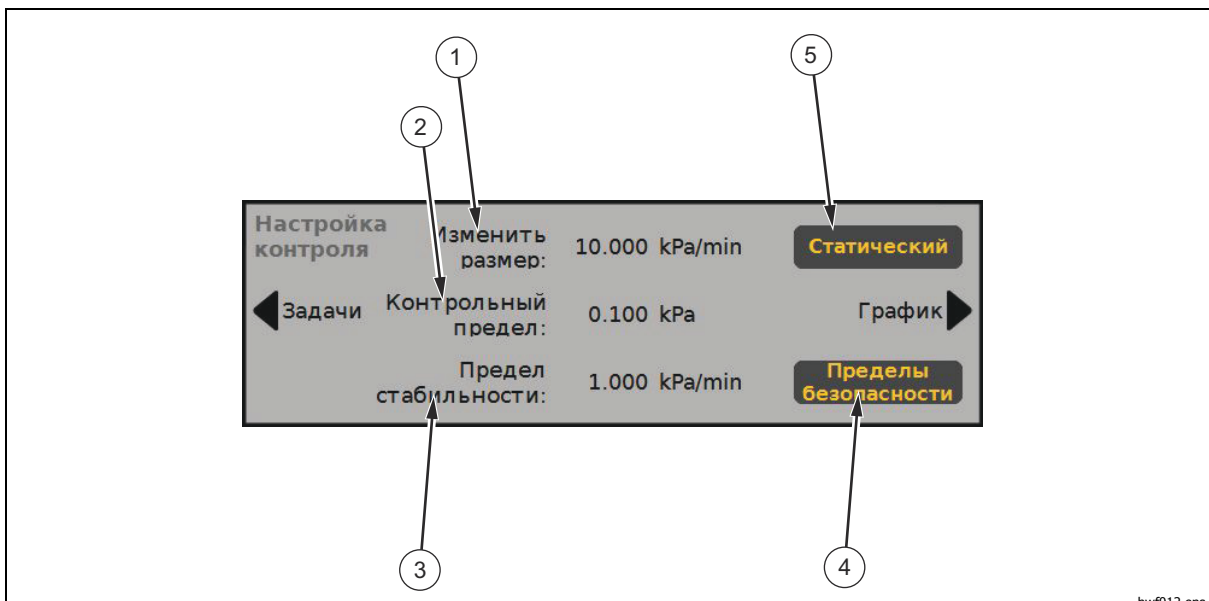 1
5
2
Настройка
контроля
Изменить
размер:
10.000 kPa/min
Статический
Задачи
Контрольный
предел:
0.100 kPa
График
Предел
стабильности:
1.000 kPa/min
Пределы
безопасности
3
4